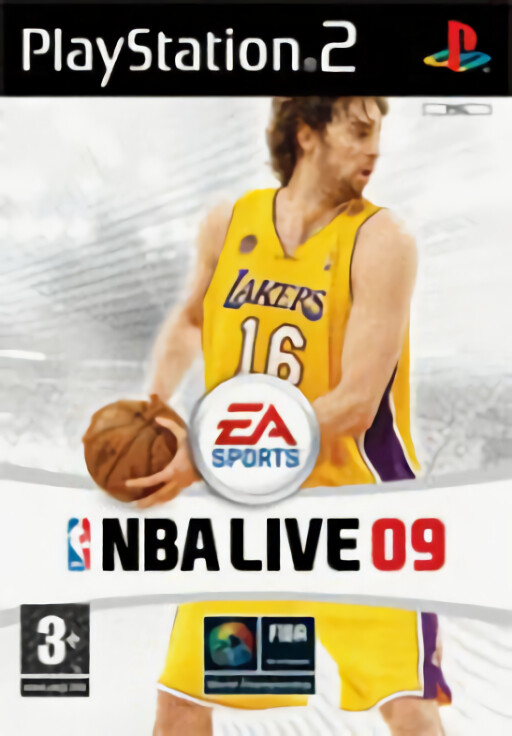 PlayStation.2
LAKERS
16
EA
SPORTS
NBA LIVE 09
3+
FIBA